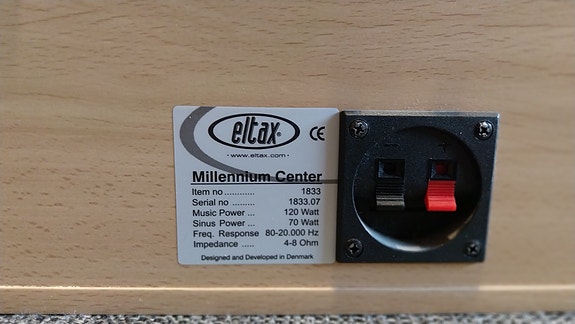 eltax®
CE
· www.eltax.com ·
Millennium Center
Item no ............ 1833
Serial no ......... 1833.07
Music Power ... 120 Watt
Sinus Power ... 70 Watt
Freq. Response 80-20.000 Hz
Impedance ..... 4-8 Ohm
Designed and Developed in Denmark
- +